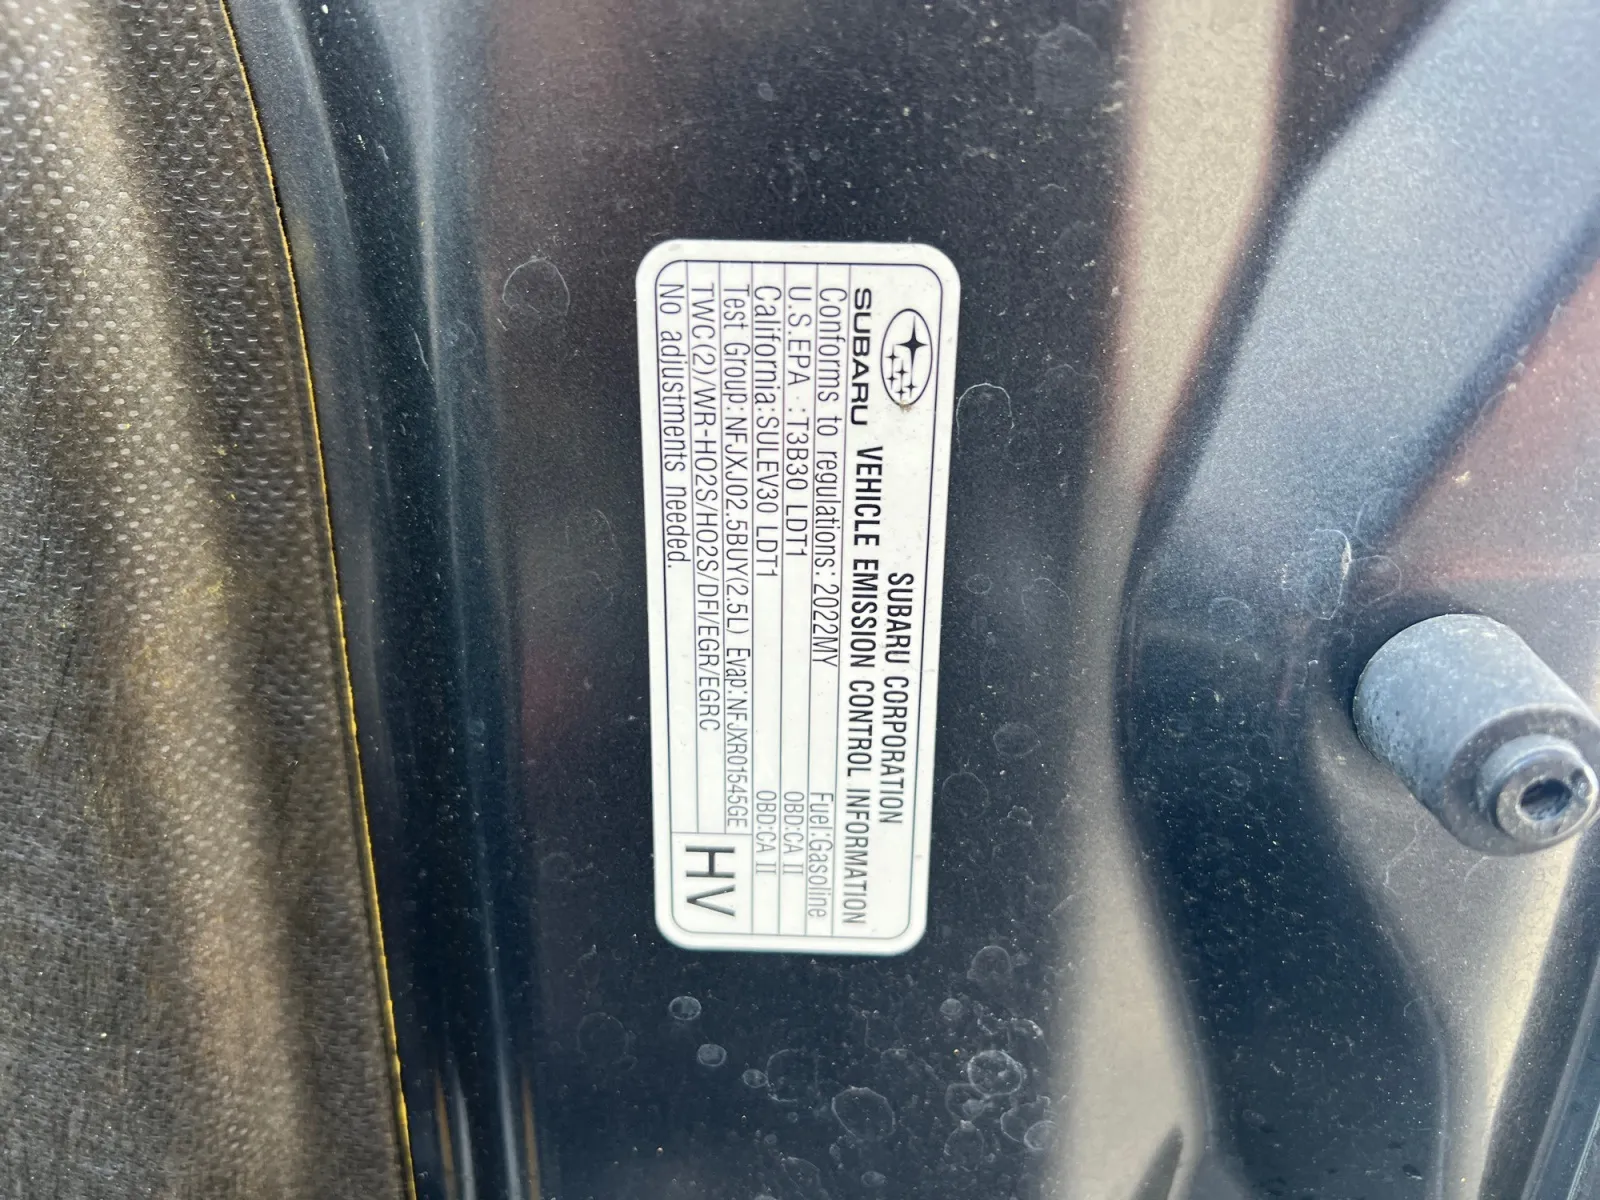 SUBARU CORPORATION
SUBARU VEHICLE EMISSION CONTROL INFORMATION
Conforms to regulations: 2022MY Fuel:Gasoline
U.S.EPA :T3B30 LDT1 OBD:CA II
California:SULEV30 LDT1 OBD:CA II
Test Group:NFJXJ02.5BUY(2.5L) Evap:NFJXR01545GE
TWC(2)/WR-HO2S/HO2S/DFI/EGR/EGRC
No adjustments needed.
HV